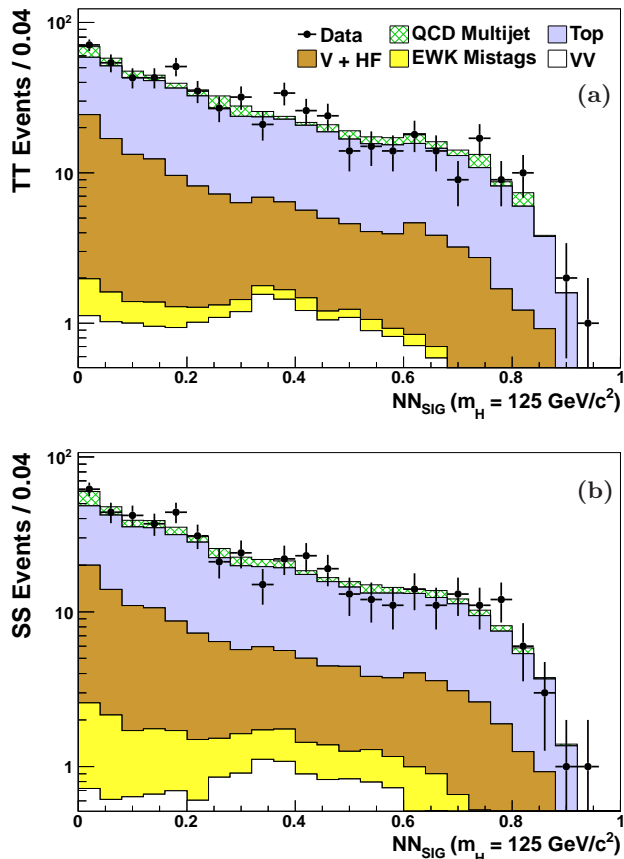 TT Events / 0.04
10²
10
1
Data
QCD Multijet
Top
V + HF
EWK Mistags
VV
(a)
0 0.2 0.4 0.6 0.8 1
NN_SIG (m_H = 125 GeV/c²)
SS Events / 0.04
10²
10
1
(b)
0 0.2 0.4 0.6 0.8 1
NN_SIG (m_H = 125 GeV/c²)